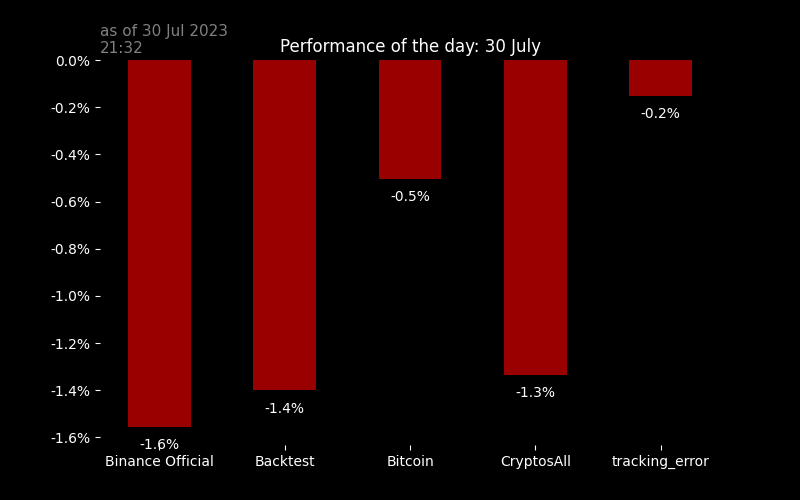 as of 30 Jul 2023
21:32
Performance of the day: 30 July
0.0%
-0.2%
-0.4%
-0.6%
-0.8%
-1.0%
-1.2%
-1.4%
-1.6%
-1.6%
-1.4%
-0.5%
-1.3%
-0.2%
Binance Official
Backtest
Bitcoin
CryptosAll
tracking_error